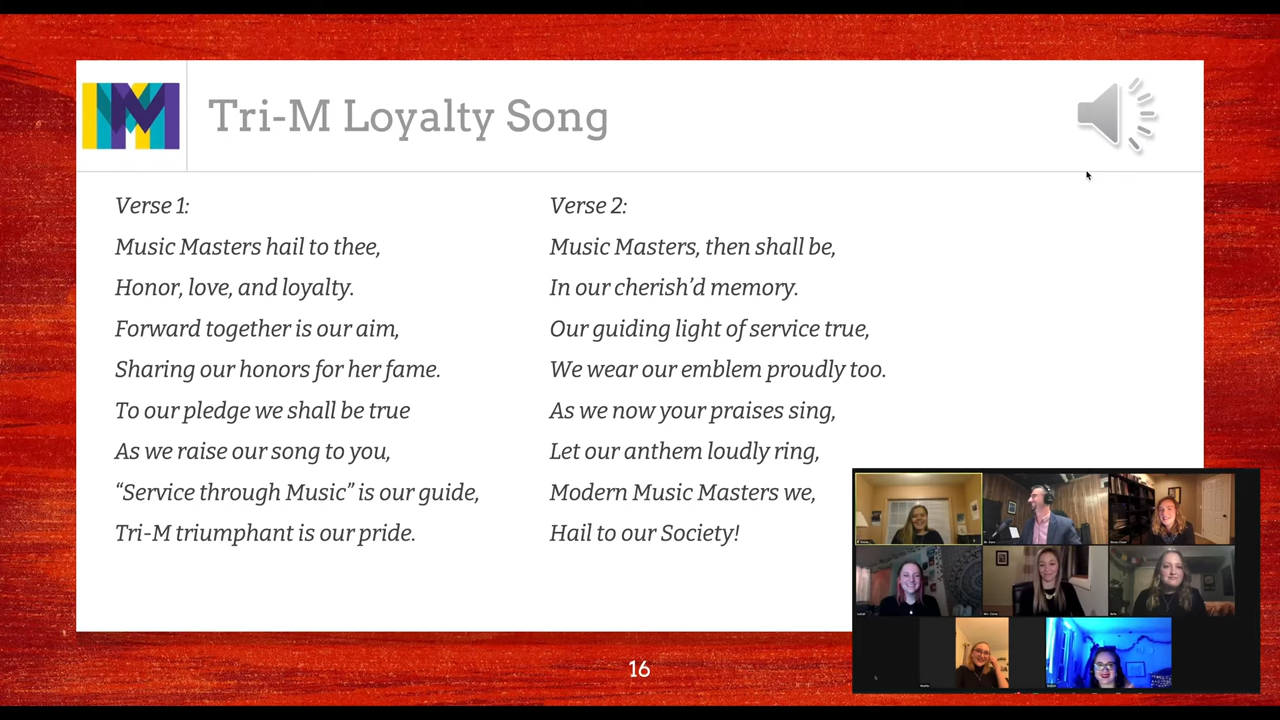 Tri-M Loyalty Song
Verse 1:
Music Masters hail to thee,
Honor, love, and loyalty.
Forward together is our aim,
Sharing our honors for her fame.
To our pledge we shall be true
As we raise our song to you,
“Service through Music” is our guide,
Tri-M triumphant is our pride.
Verse 2:
Music Masters, then shall be,
In our cherish’d memory.
Our guiding light of service true,
We wear our emblem proudly too.
As we now your praises sing,
Let our anthem loudly ring,
Modern Music Masters we,
Hail to our Society!
16